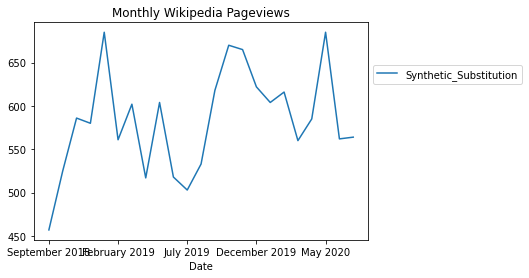 Monthly Wikipedia Pageviews
650
600
550
500
450
Synthetic_Substitution
September 2018 February 2019 July 2019 December 2019 May 2020
Date